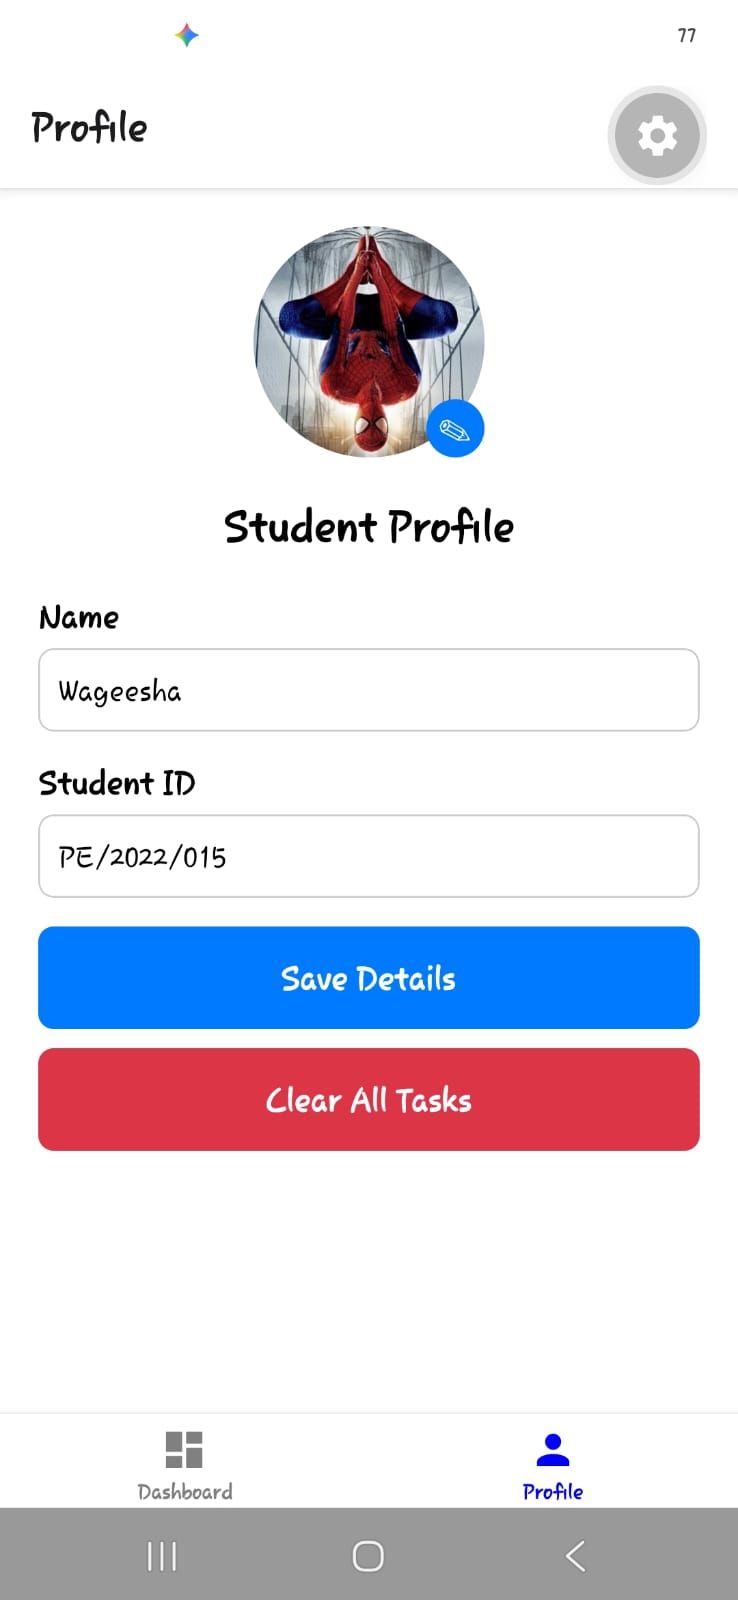 77
Profile
Student Profile
Name
Wageesha
Student ID
PE/2022/015
Save Details
Clear All Tasks
Dashboard
Profile